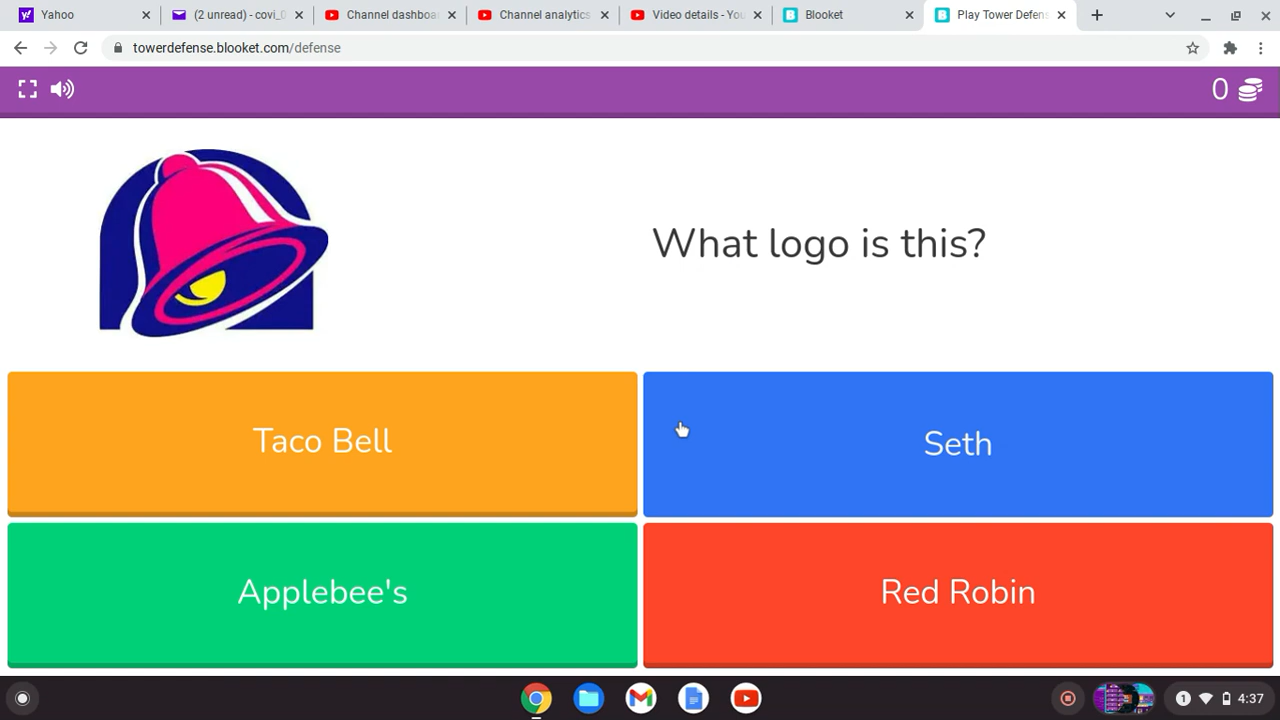 Yahoo
(2 unread) - covi_0
Channel dashboa
Channel analytics
Video details - You
Blooket
Play Tower Defens
towerdefense.blooket.com/defense
0
What logo is this?
Taco Bell
Seth
Applebee's
Red Robin
1
4:37